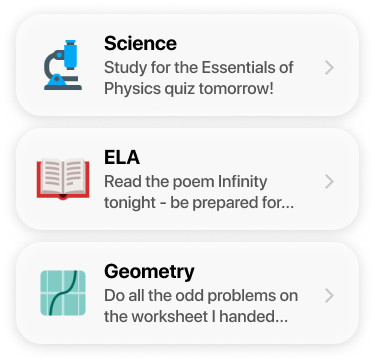 Science
Study for the Essentials of
Physics quiz tomorrow!
ELA
Read the poem Infinity
tonight - be prepared for...
Geometry
Do all the odd problems on
the worksheet I handed...